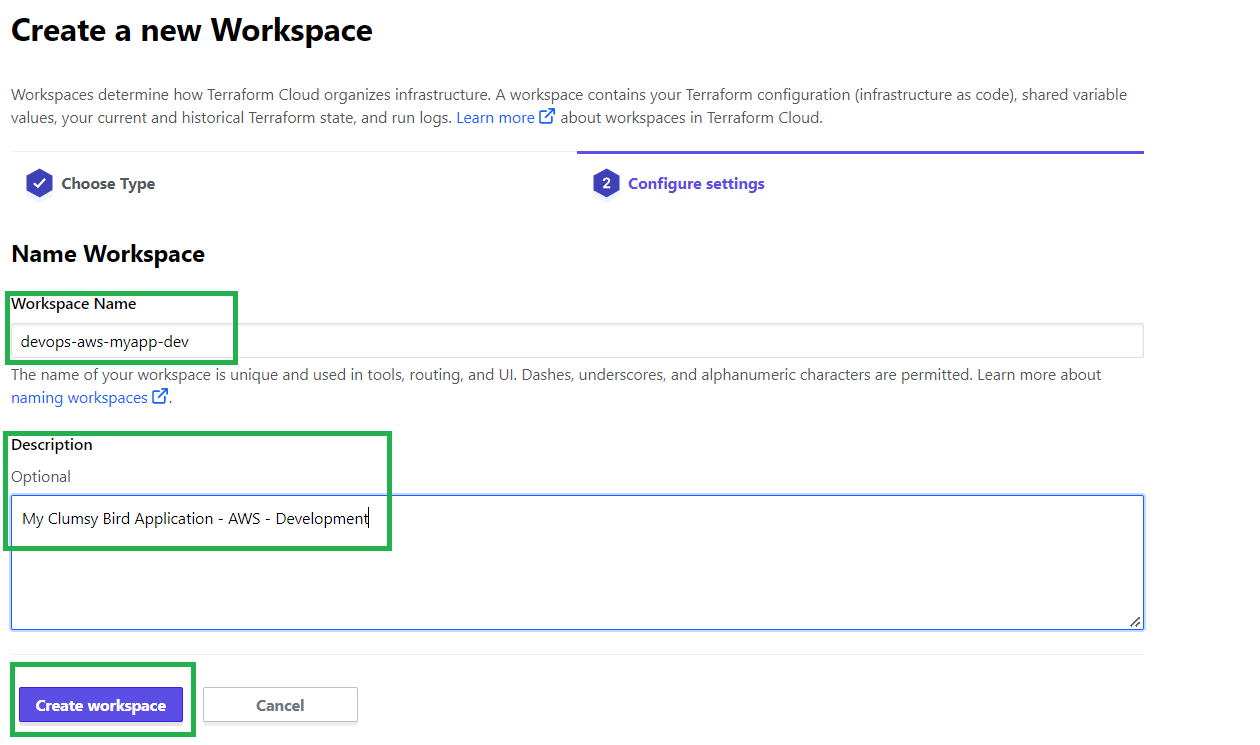 Create a new Workspace
Workspaces determine how Terraform Cloud organizes infrastructure. A workspace contains your Terraform configuration (infrastructure as code), shared variable
values, your current and historical Terraform state, and run logs. Learn more about workspaces in Terraform Cloud.
Choose Type
2 Configure settings
Name Workspace
Workspace Name
devops-aws-myapp-dev
The name of your workspace is unique and used in tools, routing, and UI. Dashes, underscores, and alphanumeric characters are permitted. Learn more about
naming workspaces.
Description
Optional
My Clumsy Bird Application - AWS - Development
Create workspace
Cancel